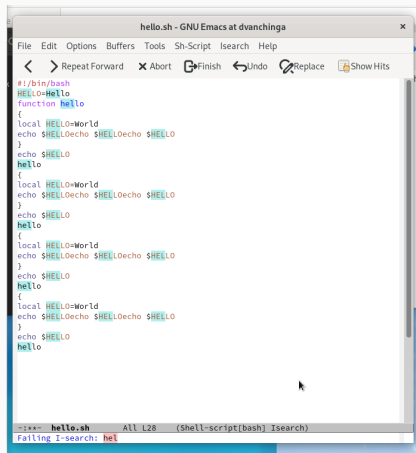 hello.sh - GNU Emacs at dvanchinga ×
File Edit Options Buffers Tools Sh-Script Isearch Help
Repeat Forward Abort Finish Undo Replace Show Hits
#!/bin/bash
HELLO=Hello
function hello
{
local HELLO=World
echo $HELLOecho $HELLOecho $HELLO
}
echo $HELLO
hello
{
local HELLO=World
echo $HELLOecho $HELLOecho $HELLO
}
echo $HELLO
hello
{
local HELLO=World
echo $HELLOecho $HELLOecho $HELLO
}
echo $HELLO
hello
{
local HELLO=World
echo $HELLOecho $HELLOecho $HELLO
}
echo $HELLO
hello
-:**- hello.sh All L28 (Shell-script[bash] Isearch)
Failing I-search: hel